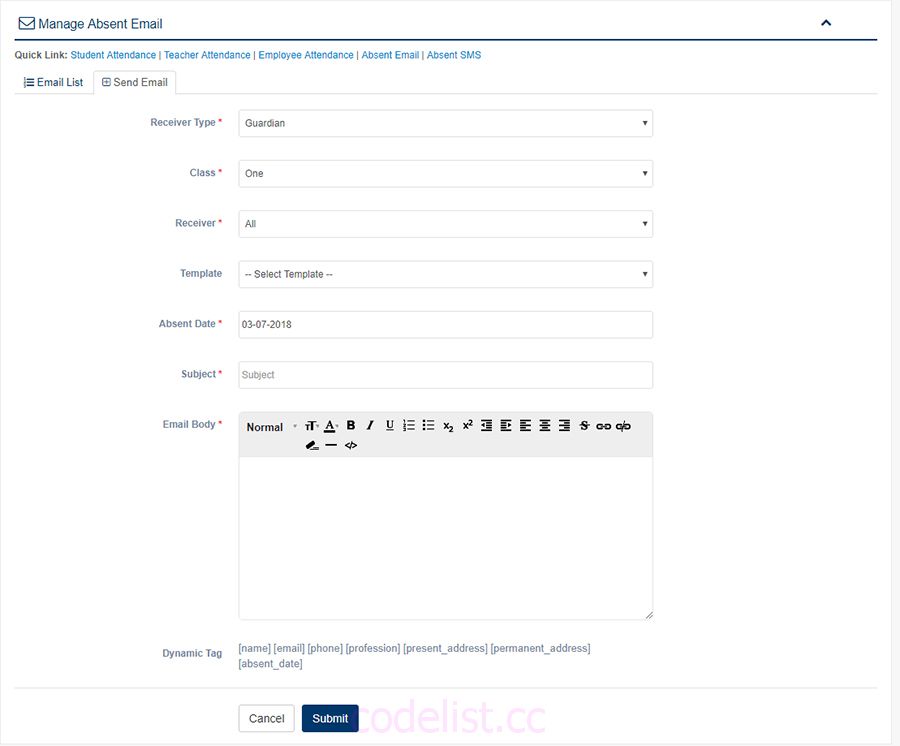 Manage Absent Email
Quick Link: Student Attendance | Teacher Attendance | Employee Attendance | Absent Email | Absent SMS
Email List Send Email
Receiver Type * Guardian
Class * One
Receiver * All
Template -- Select Template --
Absent Date * 03-07-2018
Subject * Subject
Email Body * Normal
Dynamic Tag [name] [email] [phone] [profession] [present_address] [permanent_address]
[absent_date]
Cancel Submit codelist.cc